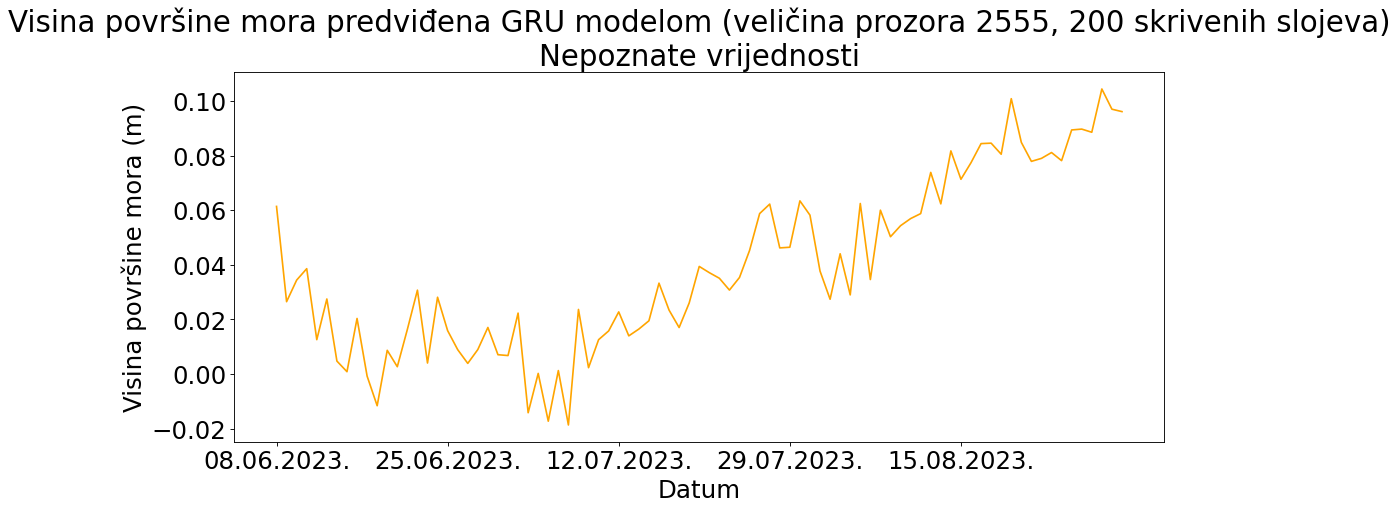 Visina površine mora predviđena GRU modelom (veličina prozora 2555, 200 skrivenih slojeva)
Nepoznate vrijednosti
Visina površine mora (m)
0.10
0.08
0.06
0.04
0.02
0.00
−0.02
08.06.2023. 25.06.2023. 12.07.2023. 29.07.2023. 15.08.2023.
Datum